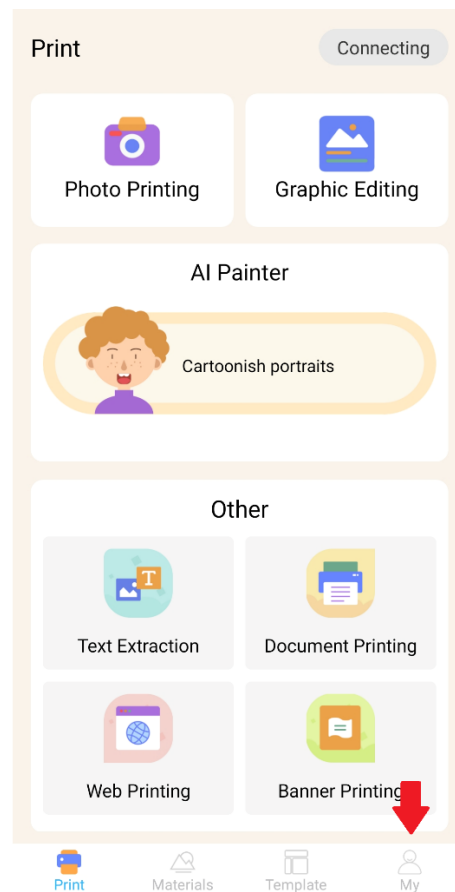 Print
Connecting
Photo Printing
Graphic Editing
AI Painter
Cartoonish portraits
Other
T
Text Extraction
Document Printing
Web Printing
Banner Printing
Print
Materials
Template
My